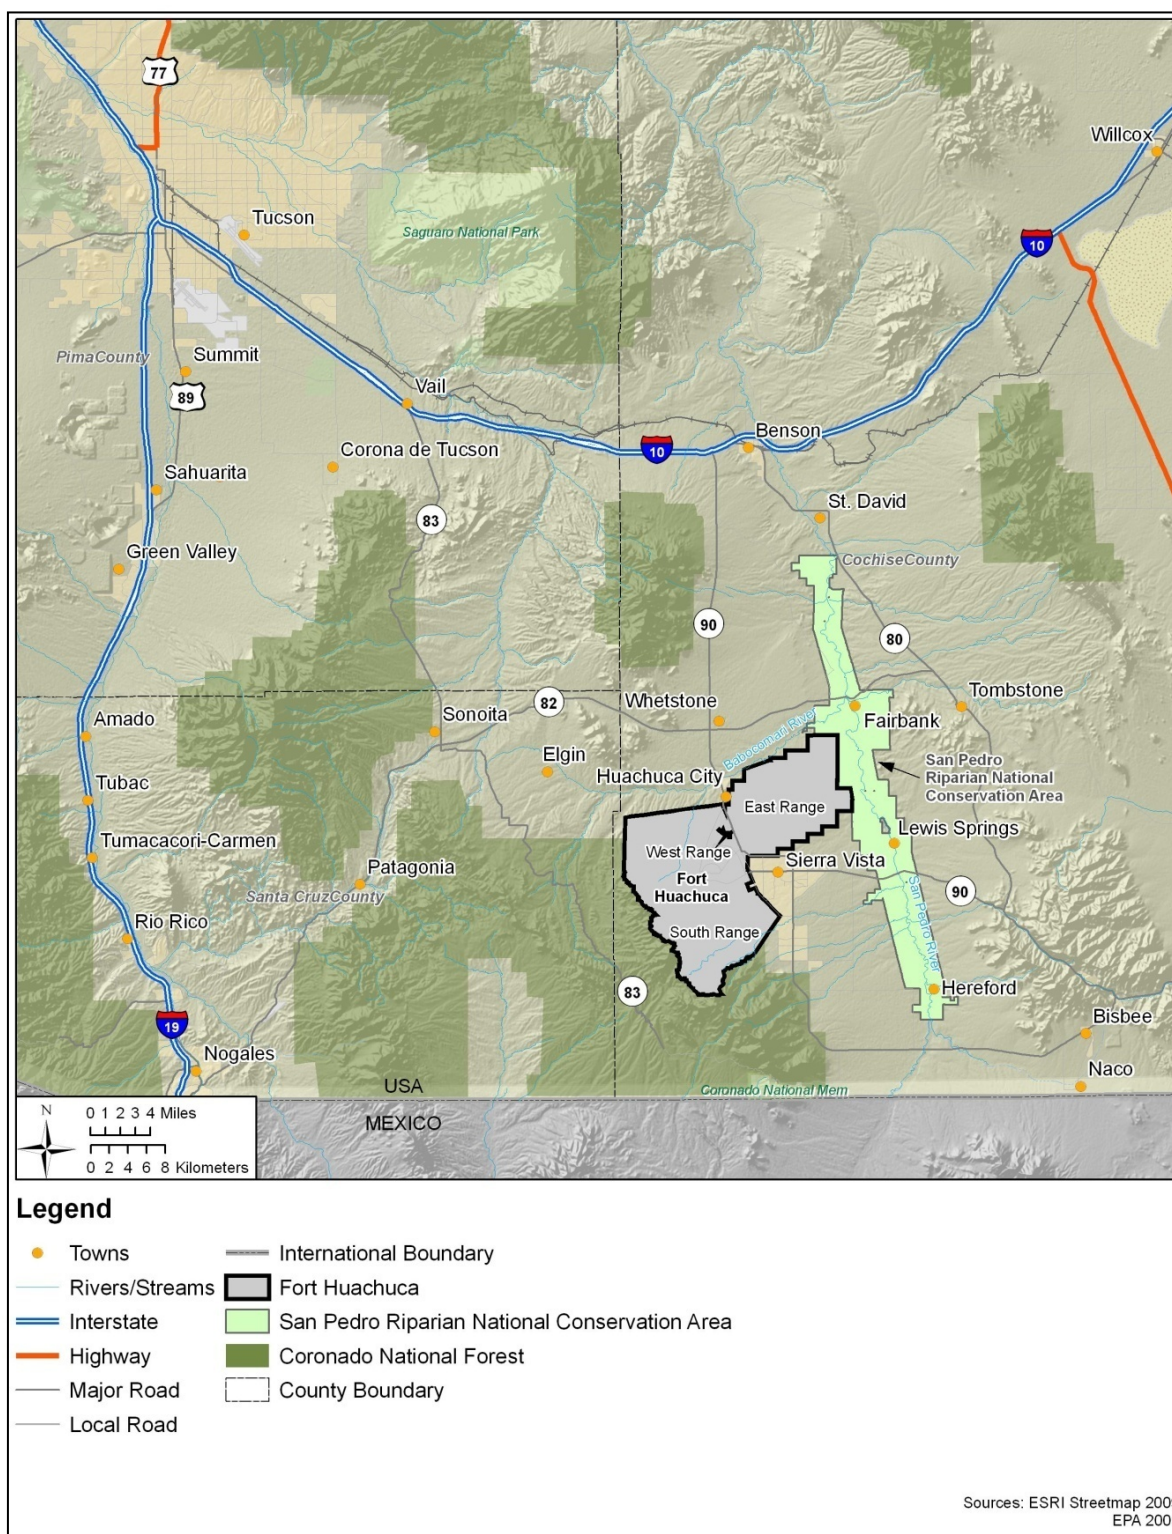 77
Willcox
Tucson
Saguaro National Park
10
PimaCounty
Summit
89
Vail
Benson
10
Corona de Tucson
Sahuarita
83
St. David
Green Valley
CochiseCounty
90
80
Whetstone
Tombstone
82
Sonoita
Amado
Fairbank
Babocomari River
Elgin
San Pedro
Riparian National
Conservation Area
Tubac
Huachuca City
East Range
Lewis Springs
Tumacacori-Carmen
West Range
Sierra Vista
Patagonia
Fort
Huachuca
Santa CruzCounty
90
San Pedro River
Rio Rico
South Range
83
Hereford
19
Bisbee
Nogales
Naco
USA
Coronado National Mem
MEXICO
N
0 1 2 3 4 Miles
0 2 4 6 8 Kilometers
Legend
Towns
International Boundary
Rivers/Streams
Fort Huachuca
Interstate
San Pedro Riparian National Conservation Area
Highway
Coronado National Forest
Major Road
County Boundary
Local Road
Sources: ESRI Streetmap 200
EPA 200